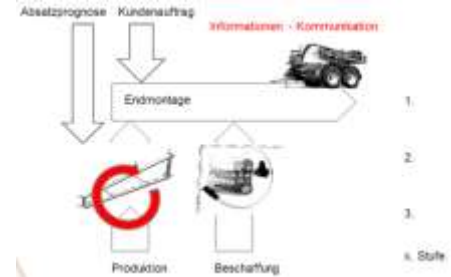 Absatzprognose Kundenauftrag
Informationen - Kommunikation
Endmontage
1.
2.
3.
Stufe
Produktion Beschaffung